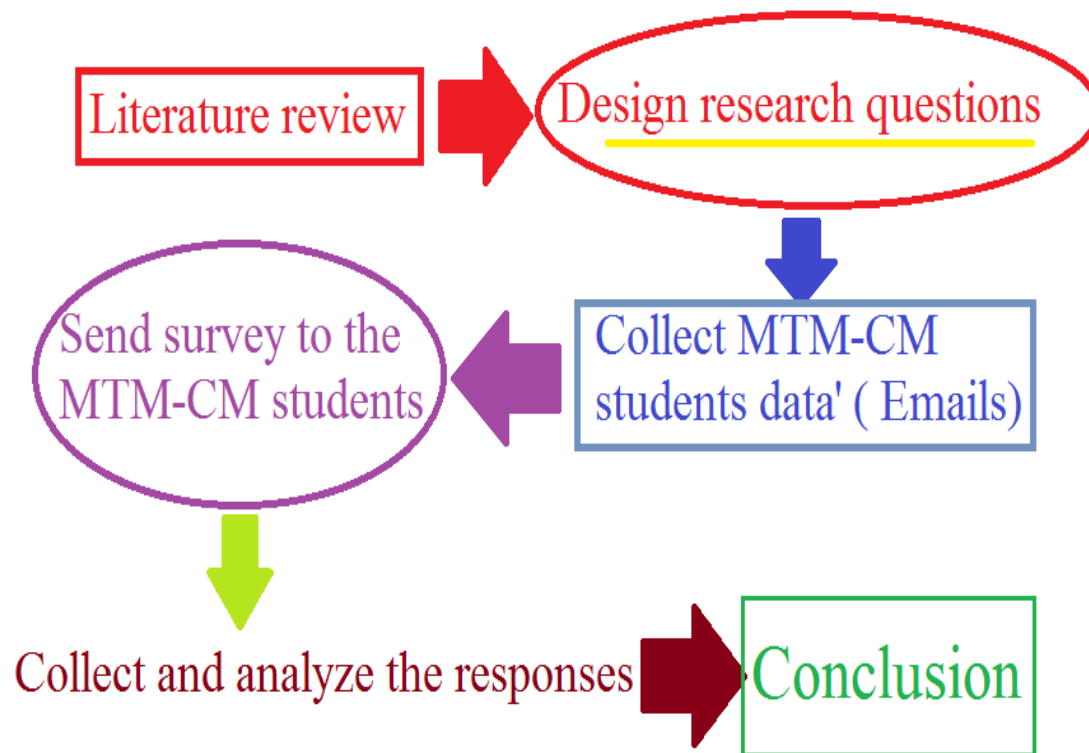 Literature review
Design research questions
Collect MTM-CM
students data' ( Emails)
Send survey to the
MTM-CM students
Collect and analyze the responses
Conclusion